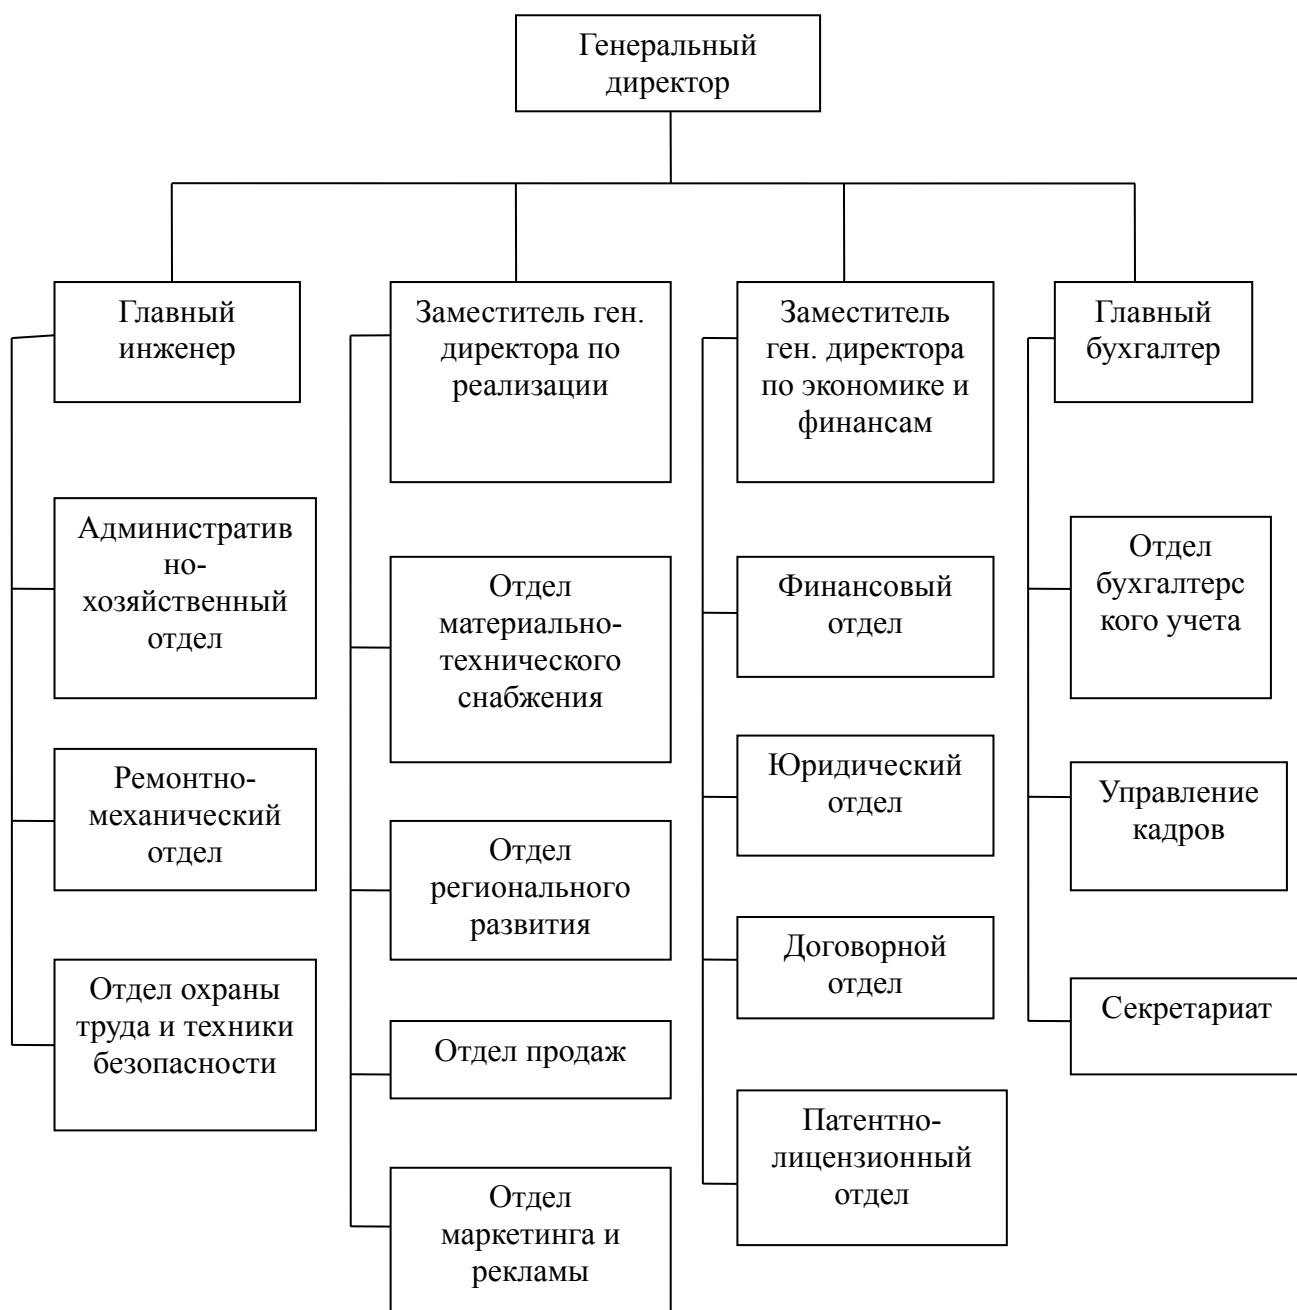 Генеральный
директор
Главный
инженер
Заместитель ген.
директора по
реализации
Заместитель
ген. директора
по экономике и
финансам
Главный
бухгалтер
Административ
но-
хозяйственный
отдел
Отдел
материально-
технического
снабжения
Финансовый
отдел
Отдел
бухгалтерс
кого учета
Ремонтно-
механический
отдел
Отдел
регионального
развития
Юридический
отдел
Управление
кадров
Отдел охраны
труда и техники
безопасности
Отдел продаж
Договорной
отдел
Секретариат
Отдел
маркетинга и
рекламы
Патентно-
лицензионный
отдел